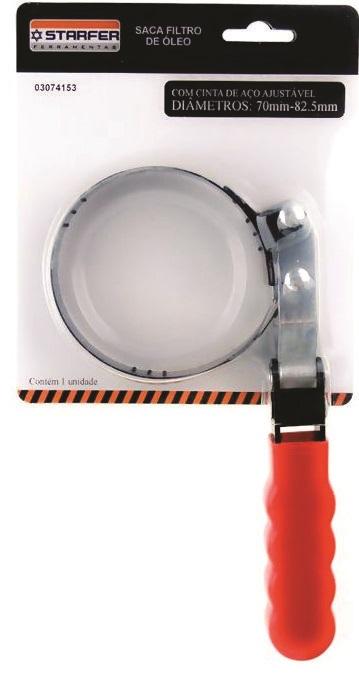 STARFER
FERRAMENTAS
SACA FILTRO
DE ÓLEO
03074153
COM CINTA DE AÇO AJUSTÁVEL
DIÂMETROS: 70mm-82.5mm
Contém 1 unidade